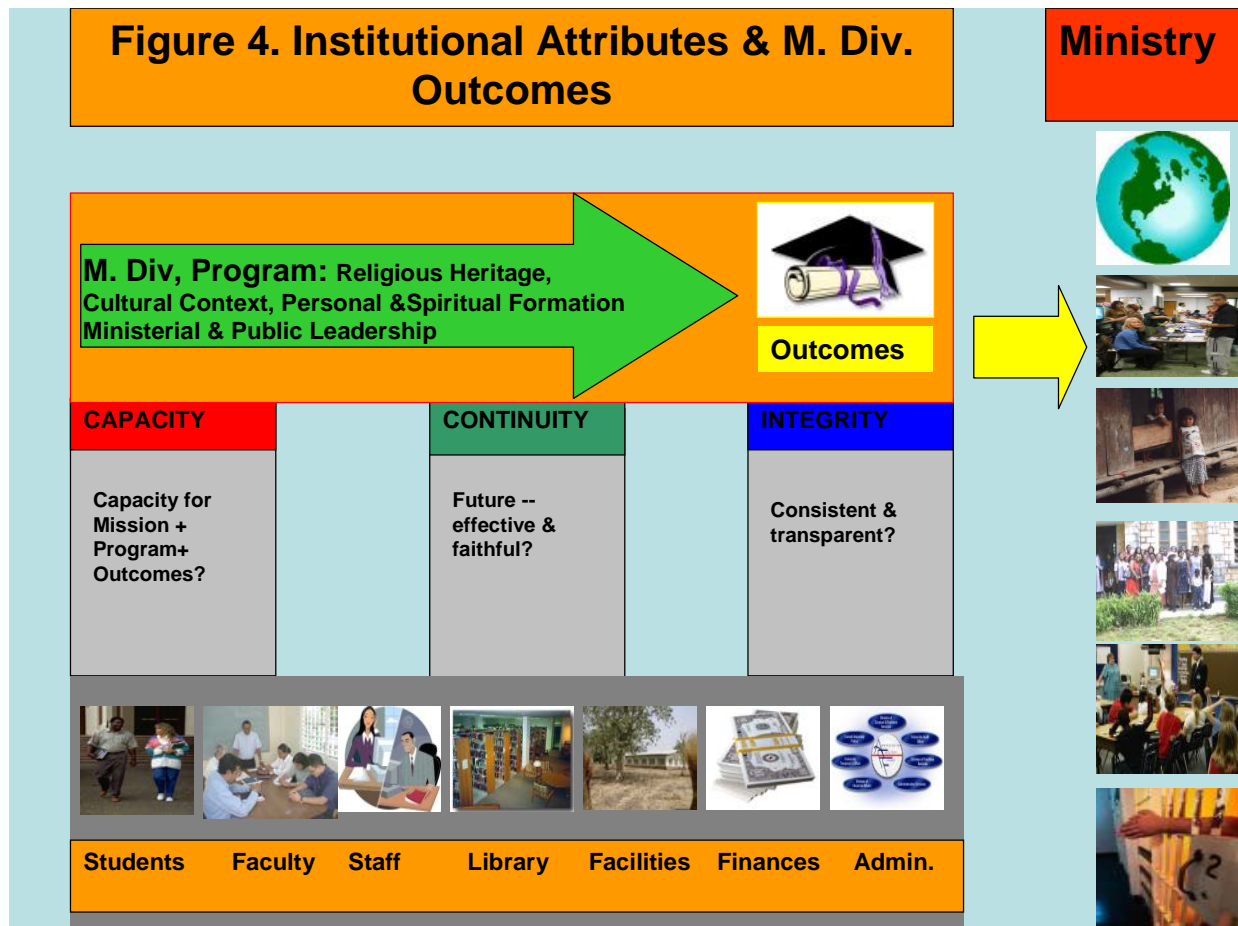 Figure 4. Institutional Attributes & M. Div.
Outcomes
Ministry
M. Div, Program: Religious Heritage,
Cultural Context, Personal &Spiritual Formation
Ministerial & Public Leadership
Outcomes
CAPACITY
CONTINUITY
INTEGRITY
Capacity for
Mission +
Program+
Outcomes?
Future --
effective &
faithful?
Consistent &
transparent?
Students Faculty Staff Library Facilities Finances Admin.